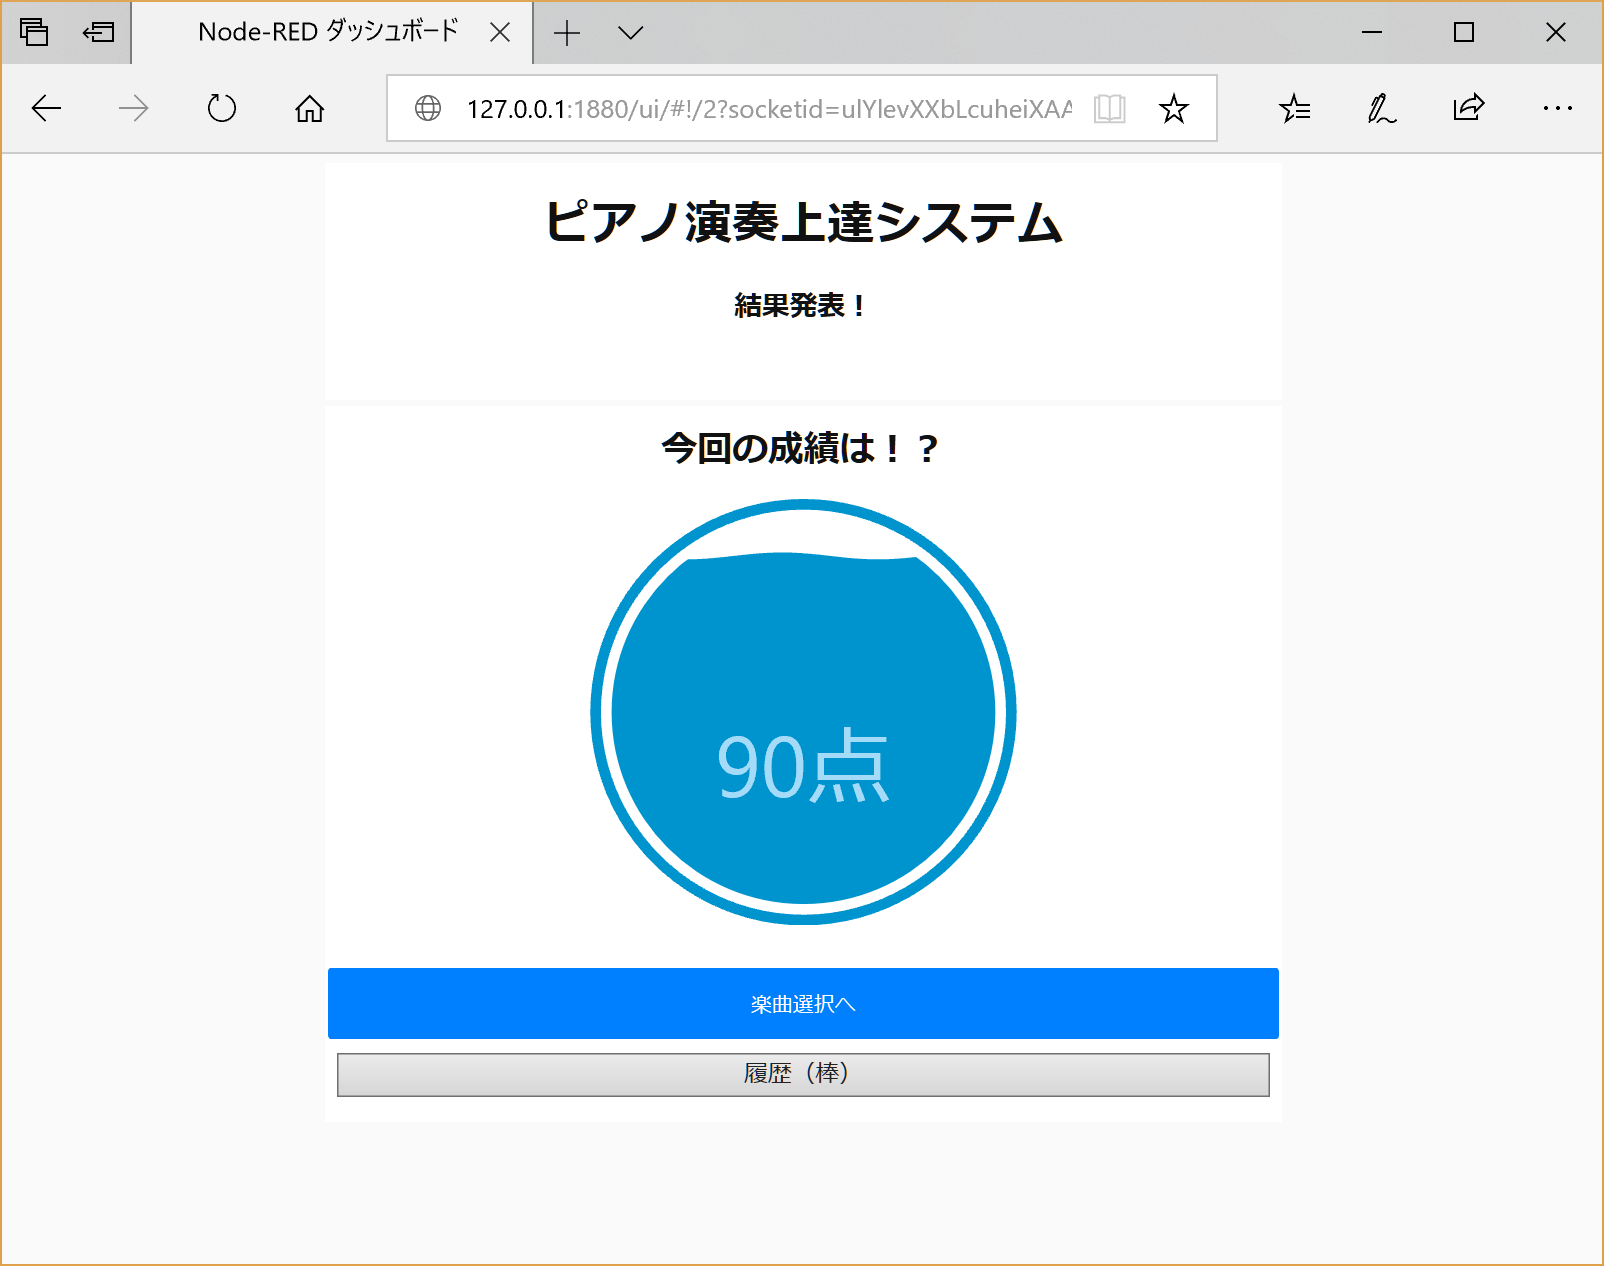 Node-RED ダッシュボード
127.0.0.1:1880/ui/#!/2?socketid=ulYlevXXbLcuheiXAA
ピアノ演奏上達システム
結果発表！
今回の成績は！？
90点
楽曲選択へ
履歴（棒）